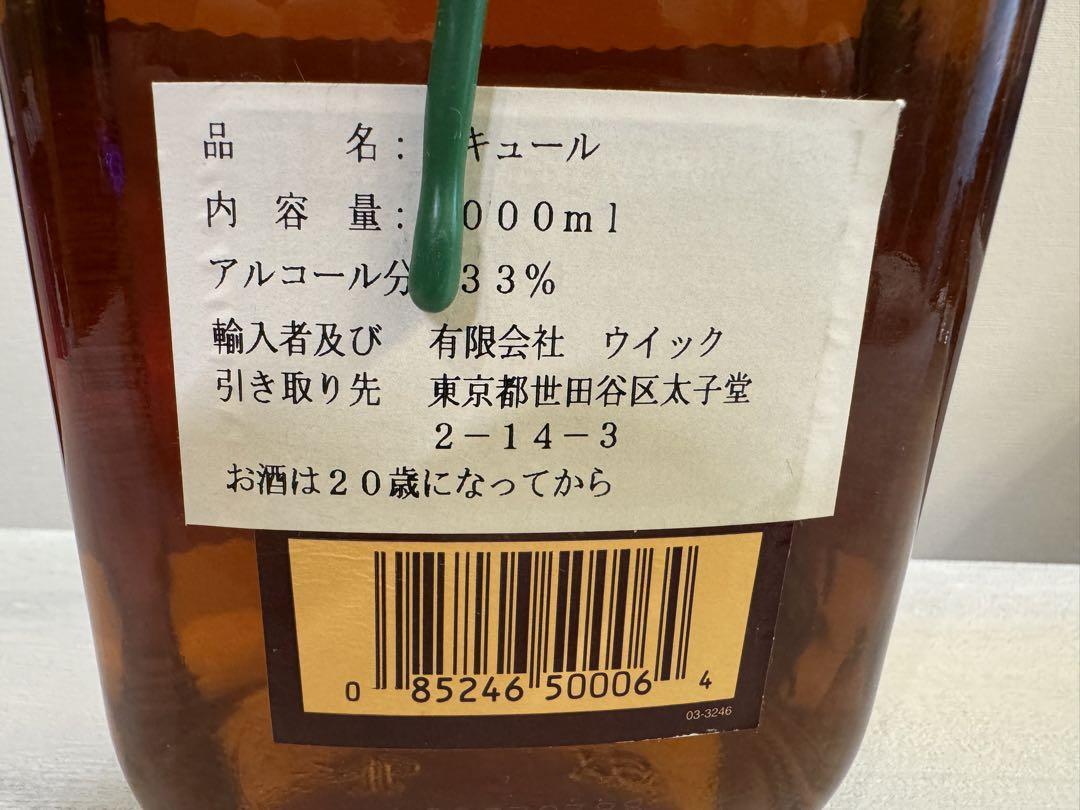 品名：キュール
内容量：000ml
アルコール分 33%
輸入者及び 有限会社 ウイック
引き取り先 東京都世田谷区太子堂
2－14－3
お酒は20歳になってから
0 85246 50006 4
03-3246